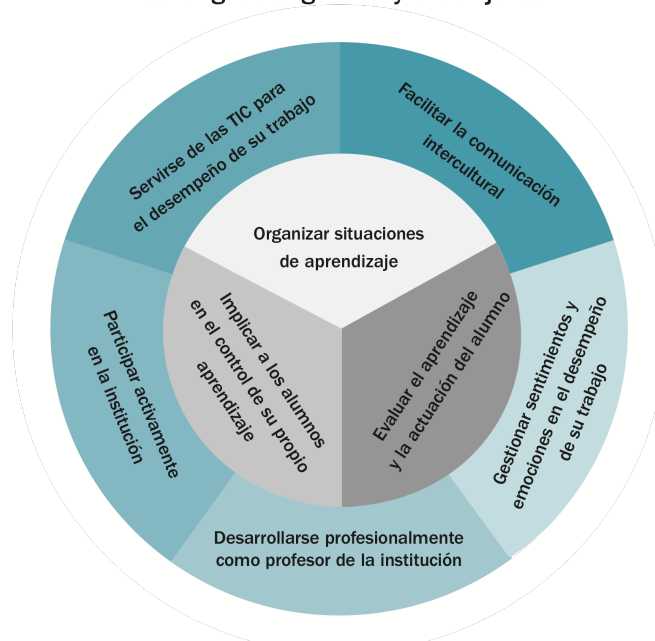 Servirse de las TIC para
el desempeño de su trabajo
Facilitar la comunicación
intercultural
Organizar situaciones
de aprendizaje
Implicar a los alumnos
en el control de su propio
aprendizaje
Evaluar el aprendizaje
y la actuación del alumno
Participar activamente
en la institución
Gestionar sentimientos y
emociones en el desempeño
de su trabajo
Desarrollarse profesionalmente
como profesor de la institución